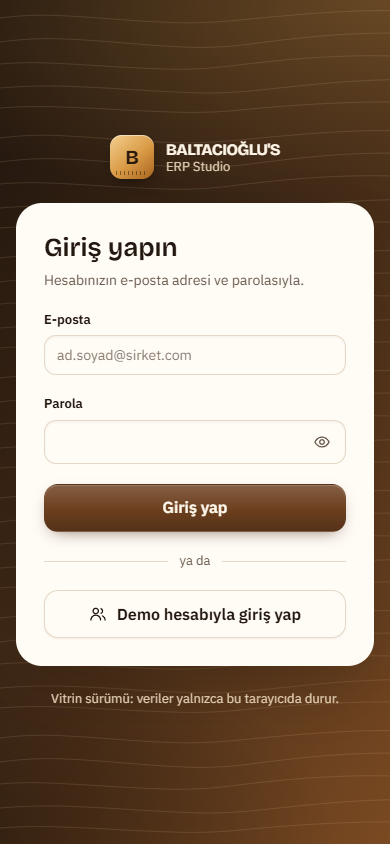 B
BALTACIOĞLU'S
ERP Studio
Giriş yapın
Hesabınızın e-posta adresi ve parolasıyla.
E-posta
ad.soyad@sirket.com
Parola
Giriş yap
ya da
Demo hesabıyla giriş yap
Vitrin sürümü: veriler yalnızca bu tarayıcıda durur.